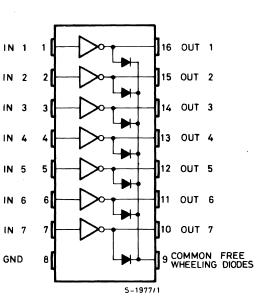 IN 1 1 16 OUT 1
IN 2 2 15 OUT 2
IN 3 3 14 OUT 3
IN 4 4 13 OUT 4
IN 5 5 12 OUT 5
IN 6 6 11 OUT 6
IN 7 7 10 OUT 7
GND 8 9 COMMON FREE
WHEELING DIODES
S-1977/1